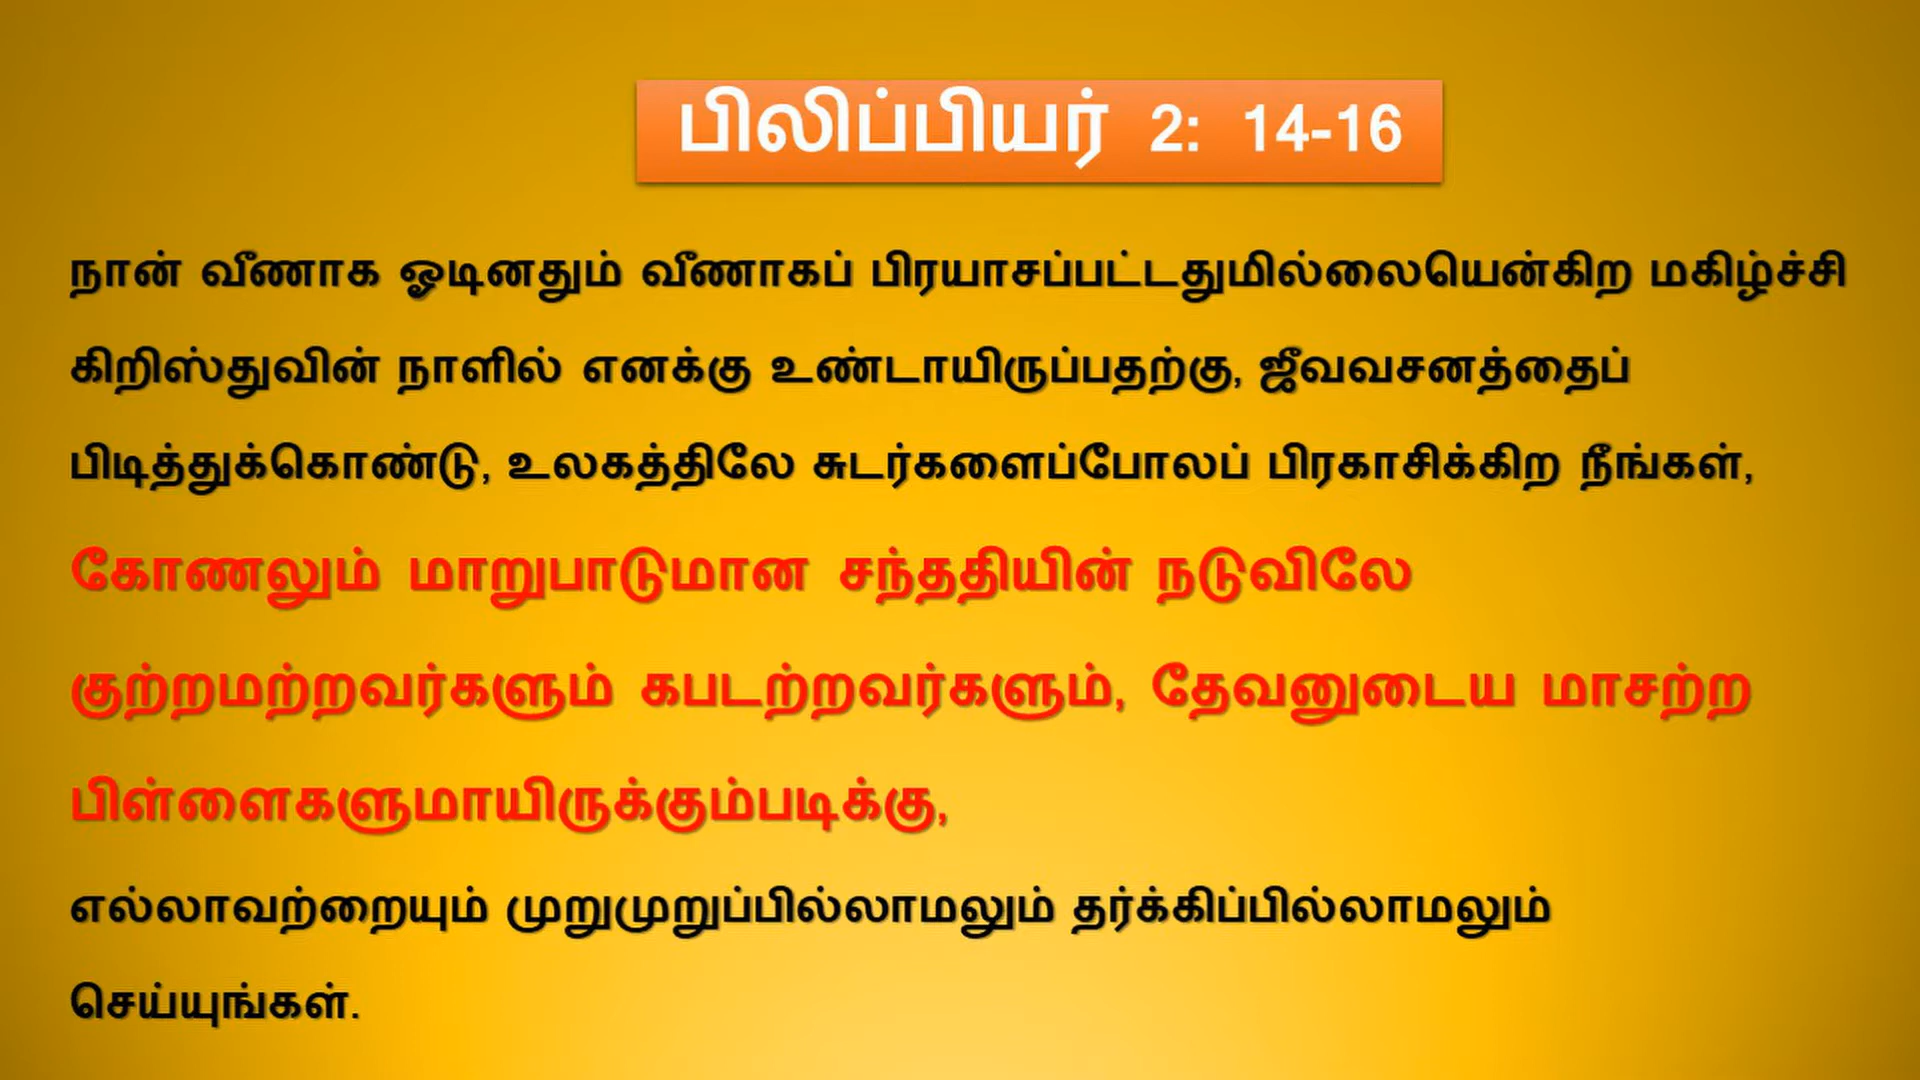 பிலிப்பியர் 2: 14-16
நான் வீணாக ஓடினதும் வீணாகப் பிரயாசப்பட்டதுமில்லையென்கிற மகிழ்ச்சி
கிறிஸ்துவின் நாளில் எனக்கு உண்டாயிருப்பதற்கு, ஜீவவசனத்தைப்
பிடித்துக்கொண்டு, உலகத்திலே சுடர்களைப்போலப் பிரகாசிக்கிற நீங்கள்,
கோணலும் மாறுபாடுமான சந்ததியின் நடுவிலே
குற்றமற்றவர்களும் கபடற்றவர்களும், தேவனுடைய மாசற்ற
பிள்ளைகளுமாயிருக்கும்படிக்கு,
எல்லாவற்றையும் முறுமுறுப்பில்லாமலும் தர்க்கிப்பில்லாமலும்
செய்யுங்கள்.